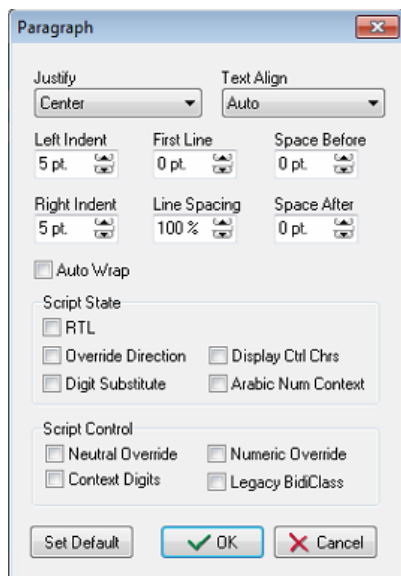 Paragraph
Justify Text Align
Center Auto
Left Indent First Line Space Before
5 pt. 0 pt. 0 pt.
Right Indent Line Spacing Space After
5 pt. 100 % 0 pt.
Auto Wrap
Script State
RTL
Override Direction Display Ctrl Chrs
Digit Substitute Arabic Num Context
Script Control
Neutral Override Numeric Override
Context Digits Legacy BidiClass
Set Default OK Cancel